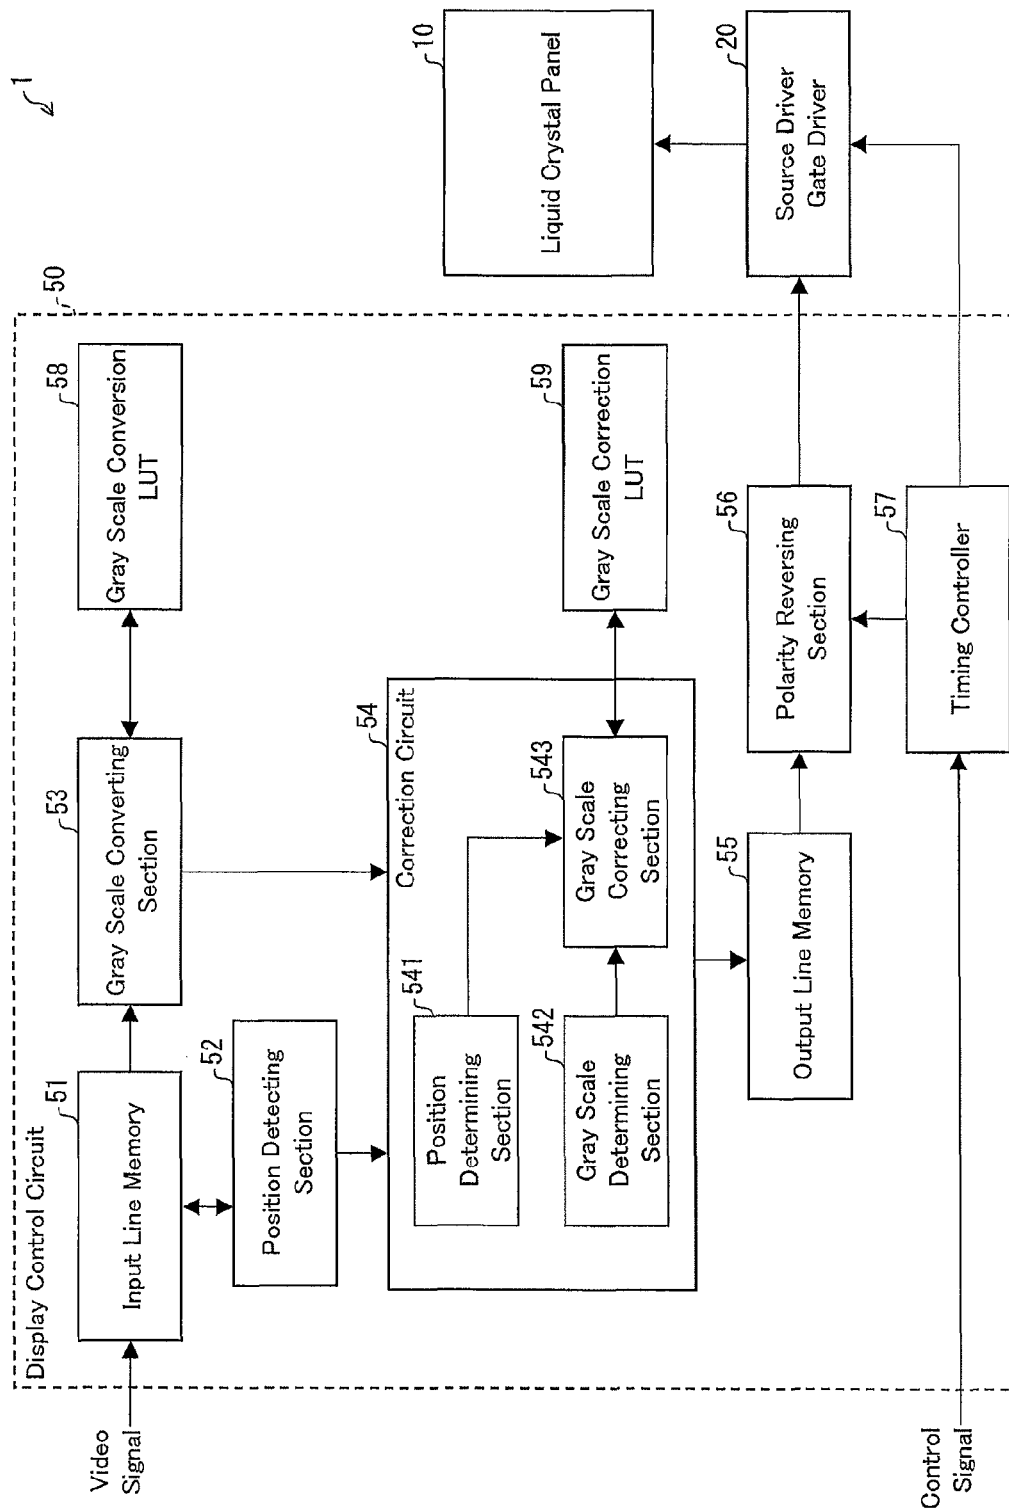 1
Display Control Circuit
50
Video
Signal
51
Input Line Memory
53
Gray Scale Converting
Section
58
Gray Scale Conversion
LUT
52
Position Detecting
Section
54
Correction Circuit
541
Position
Determining
Section
542
Gray Scale
Determining
Section
543
Gray Scale
Correcting
Section
59
Gray Scale Correction
LUT
10
Liquid Crystal Panel
55
Output Line Memory
56
Polarity Reversing
Section
20
Source Driver
Gate Driver
57
Timing Controller
Control
Signal